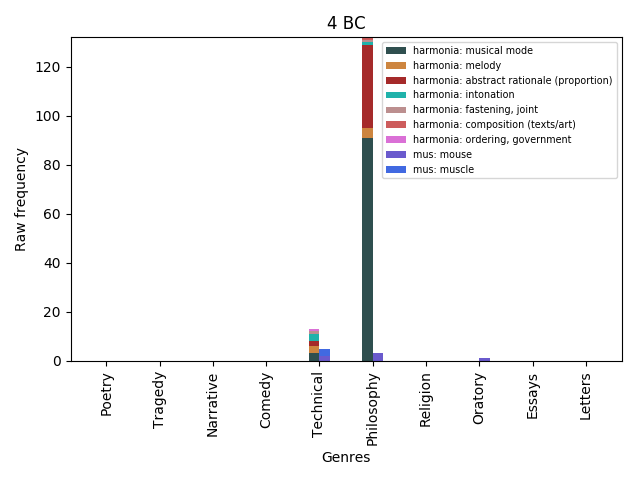 4 BC
harmonia: musical mode
harmonia: melody
harmonia: abstract rationale (proportion)
harmonia: intonation
harmonia: fastening, joint
harmonia: composition (texts/art)
harmonia: ordering, government
mus: mouse
mus: muscle
Raw frequency
120
100
80
60
40
20
0
Poetry
Tragedy
Narrative
Comedy
Technical
Philosophy
Religion
Oratory
Essays
Letters
Genres